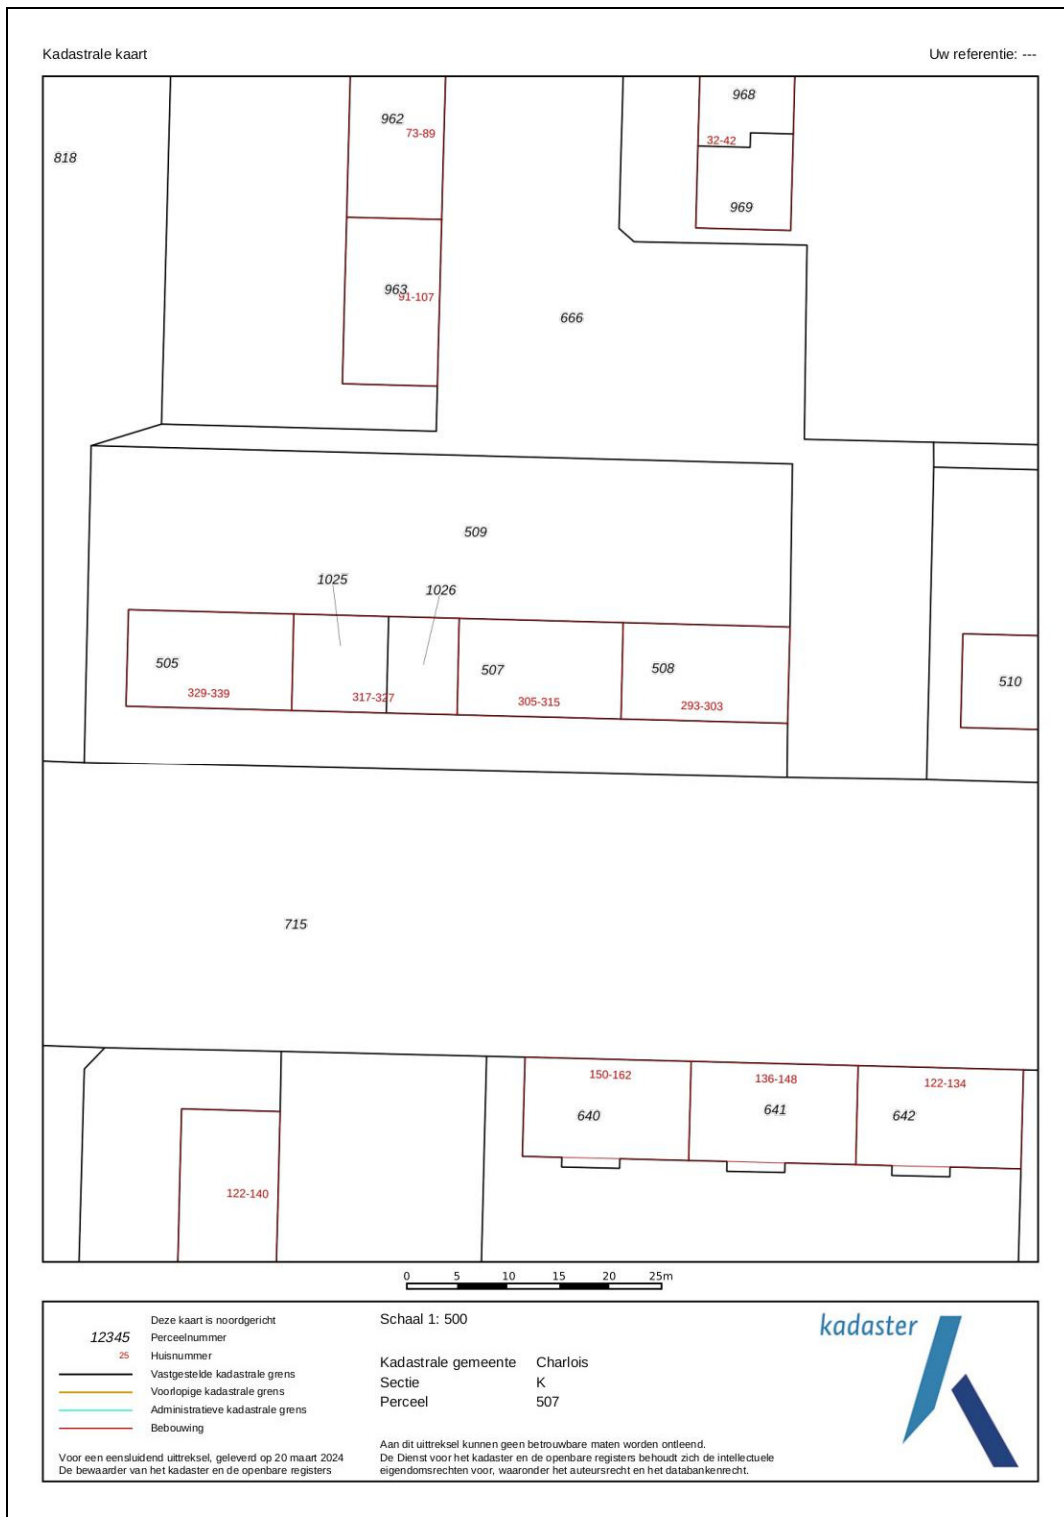 Kadastrale kaart
Uw referentie: ---
968
962
73-89
32-42
818
969
963
91-107
666
509
1025
1026
505
507
508
510
329-339
317-327
305-315
293-303
715
150-162
136-148
122-134
640
641
642
122-140
0 5 10 15 20 25m
Deze kaart is noordgericht
12345 Perceelnummer
25 Huisnummer
Vastgestelde kadastrale grens
Voorlopige kadastrale grens
Administratieve kadastrale grens
Bebouwing
Voor een eensluidend uittreksel, geleverd op 20 maart 2024
De bewaarder van het kadaster en de openbare registers
Schaal 1: 500
Kadastrale gemeente Charlois
Sectie K
Perceel 507
Aan dit uittreksel kunnen geen betrouwbare maten worden ontleend.
De Dienst voor het kadaster en de openbare registers behoudt zich de intellectuele
eigendomsrechten voor, waaronder het auteursrecht en het databankenrecht.
kadaster